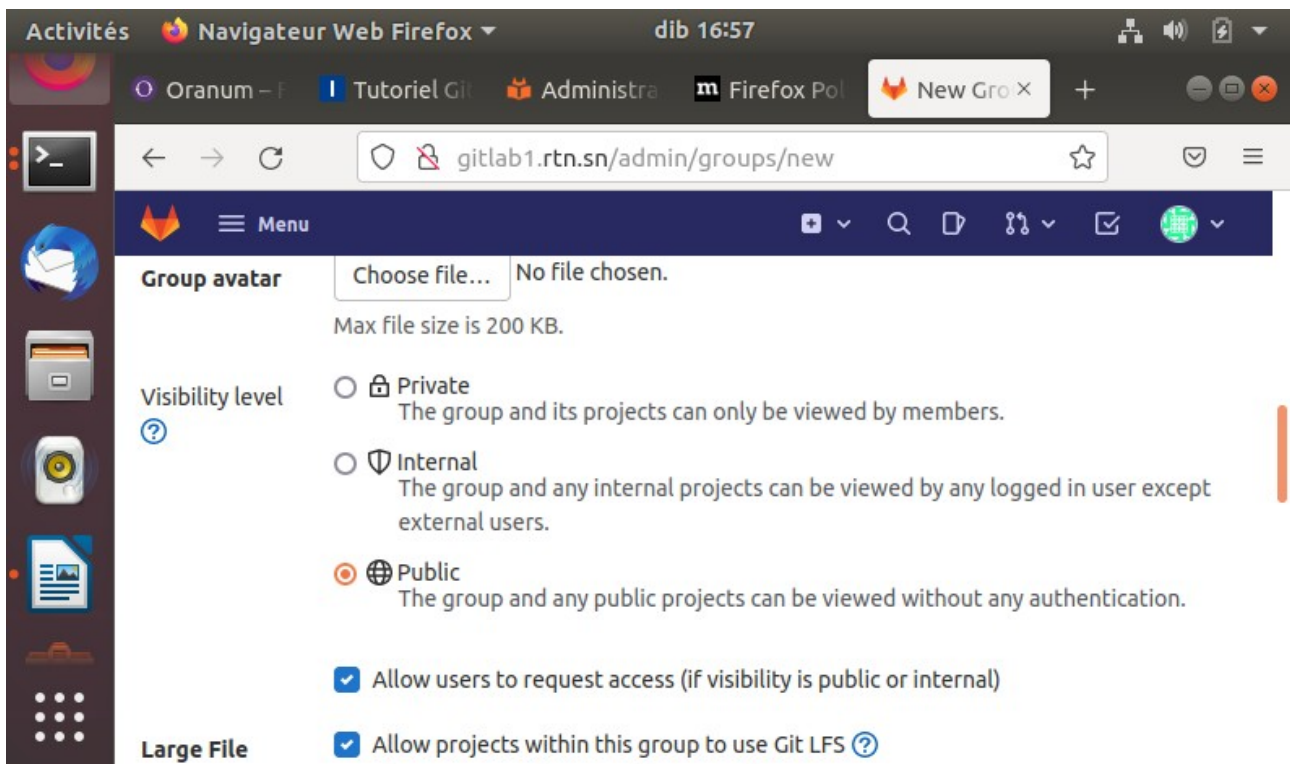 Activités Navigateur Web Firefox dib 16:57
Oranum – F Tutoriel Git Administra Firefox Pol New Gro
gitlab1.rtn.sn/admin/groups/new
Menu
Group avatar Choose file... No file chosen.
Max file size is 200 KB.
Visibility level Private
The group and its projects can only be viewed by members.
Internal
The group and any internal projects can be viewed by any logged in user except
external users.
Public
The group and any public projects can be viewed without any authentication.
Allow users to request access (if visibility is public or internal)
Large File Allow projects within this group to use Git LFS